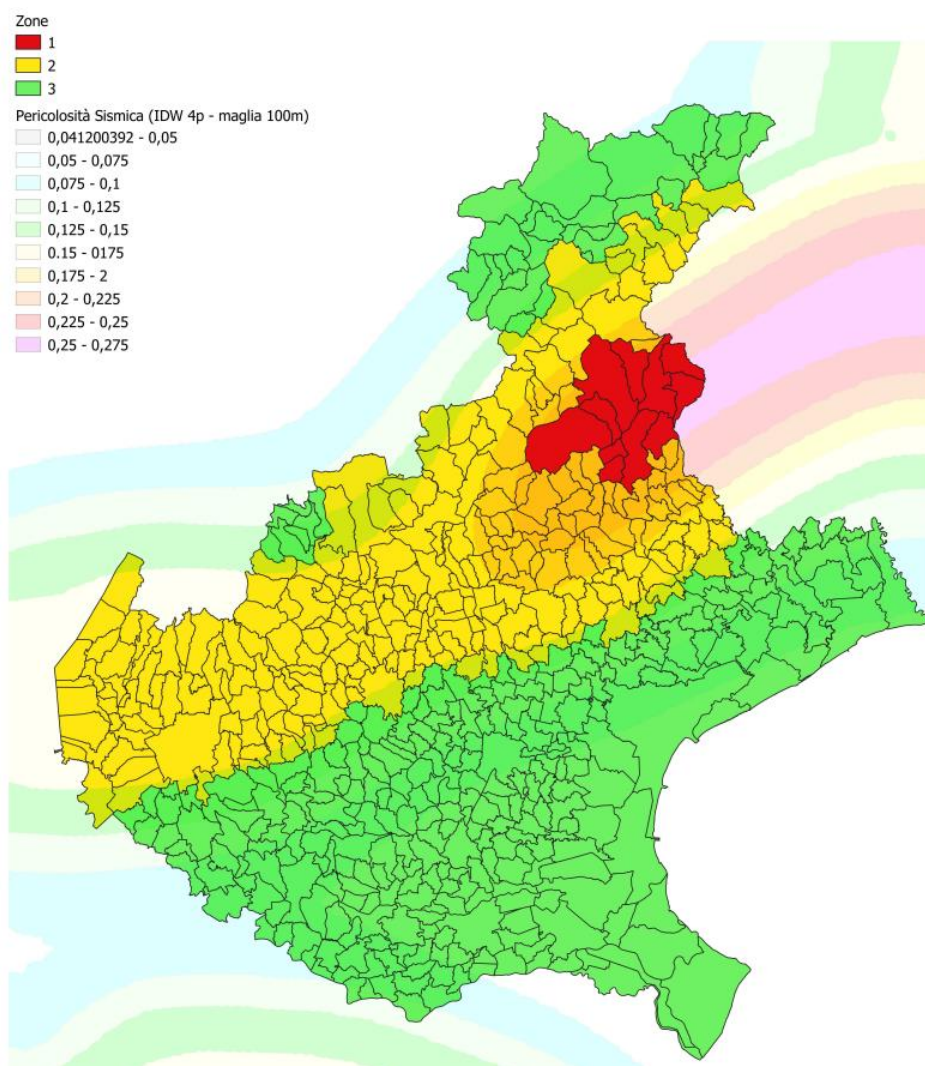 Zone
1
2
3
Pericolosità Sismica (IDW 4p - maglia 100m)
0,041200392 - 0,05
0,05 - 0,075
0,075 - 0,1
0,1 - 0,125
0,125 - 0,15
0.15 - 0175
0,175 - 2
0,2 - 0,225
0,225 - 0,25
0,25 - 0,275